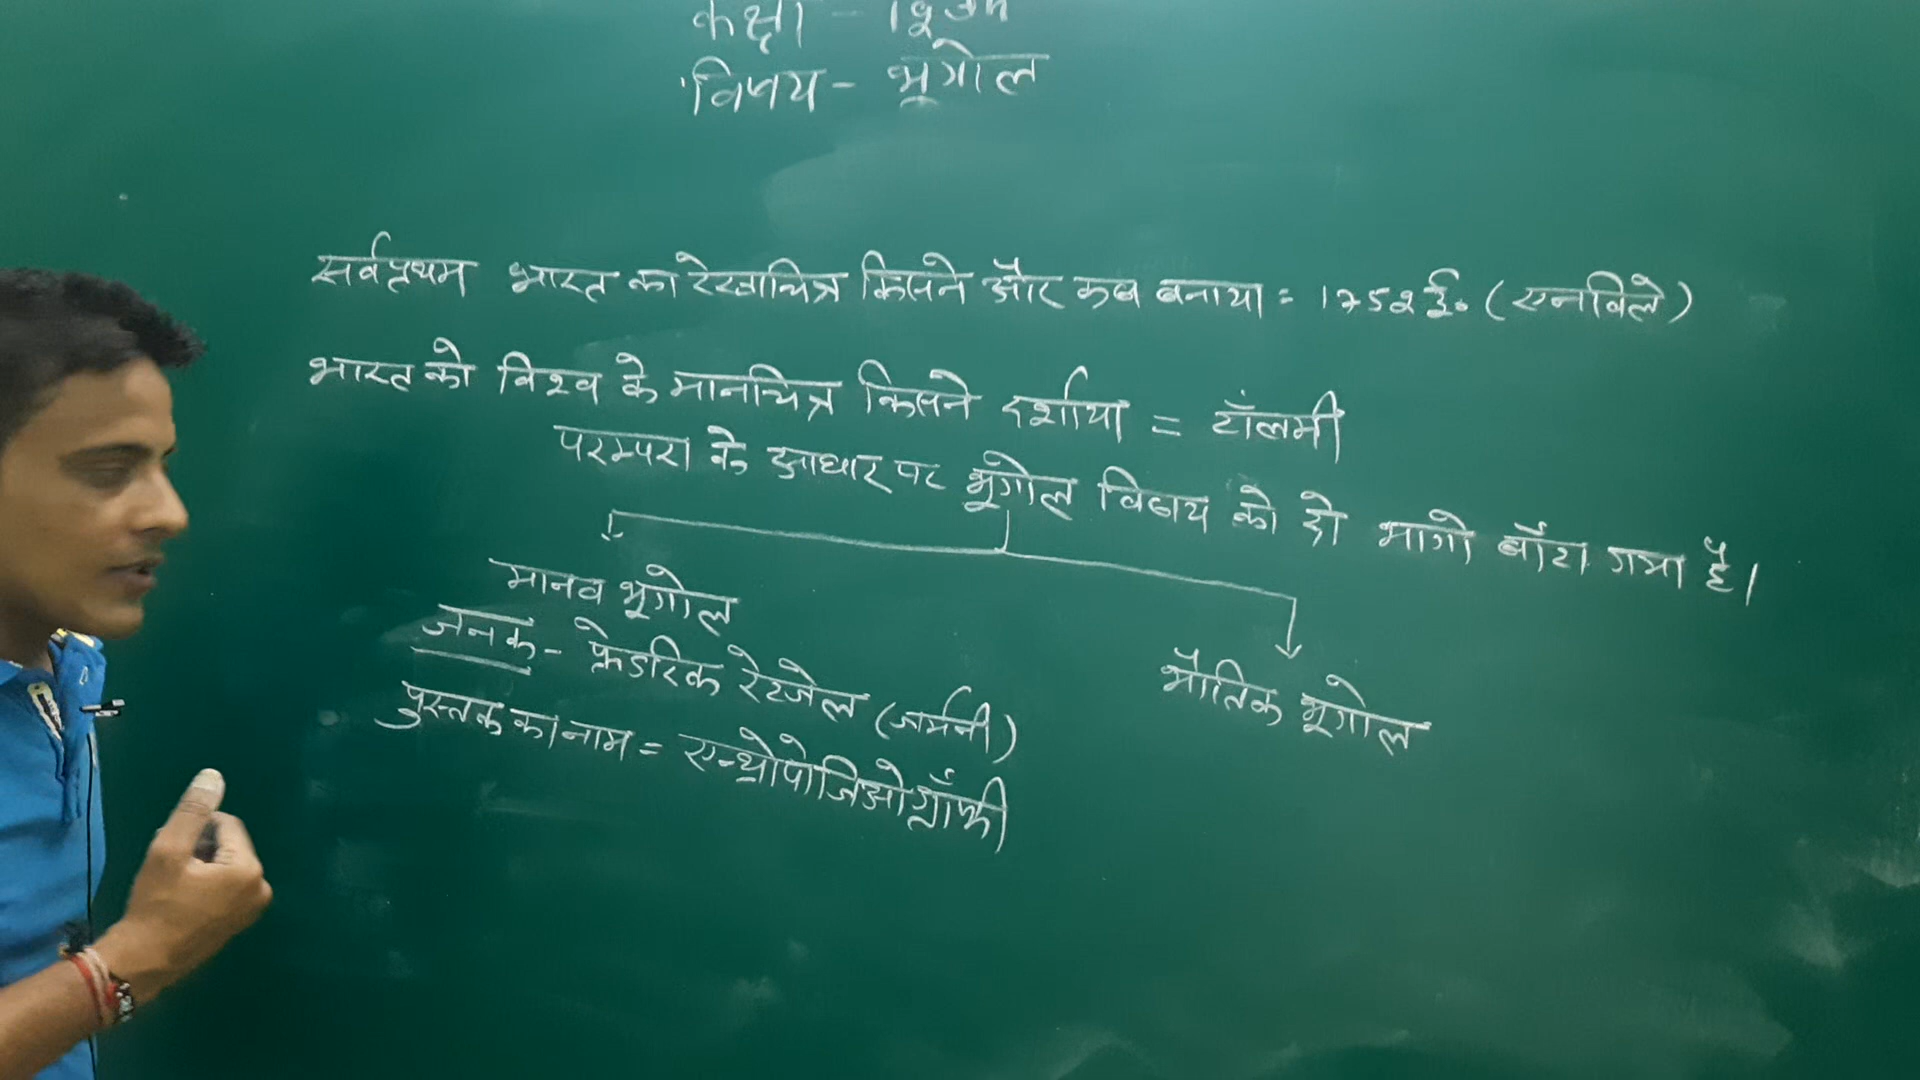 कक्षा -
विषय - भूगोल
सर्वप्रथम भारत का रेखाचित्र किसने और कब बनाया = 1752 ई. (एनविले)
भारत को विश्व के मानचित्र किसने दर्शाया = टॉलमी
परम्परा के आधार पर भूगोल विषय को दो भागो बाँटा गया है।
मानव भूगोल
जनक - फ्रेडरिक रेटजेल (जर्मनी)
पुस्तक का नाम = एन्थ्रोपोजिओग्राँफी
भौतिक भूगोल